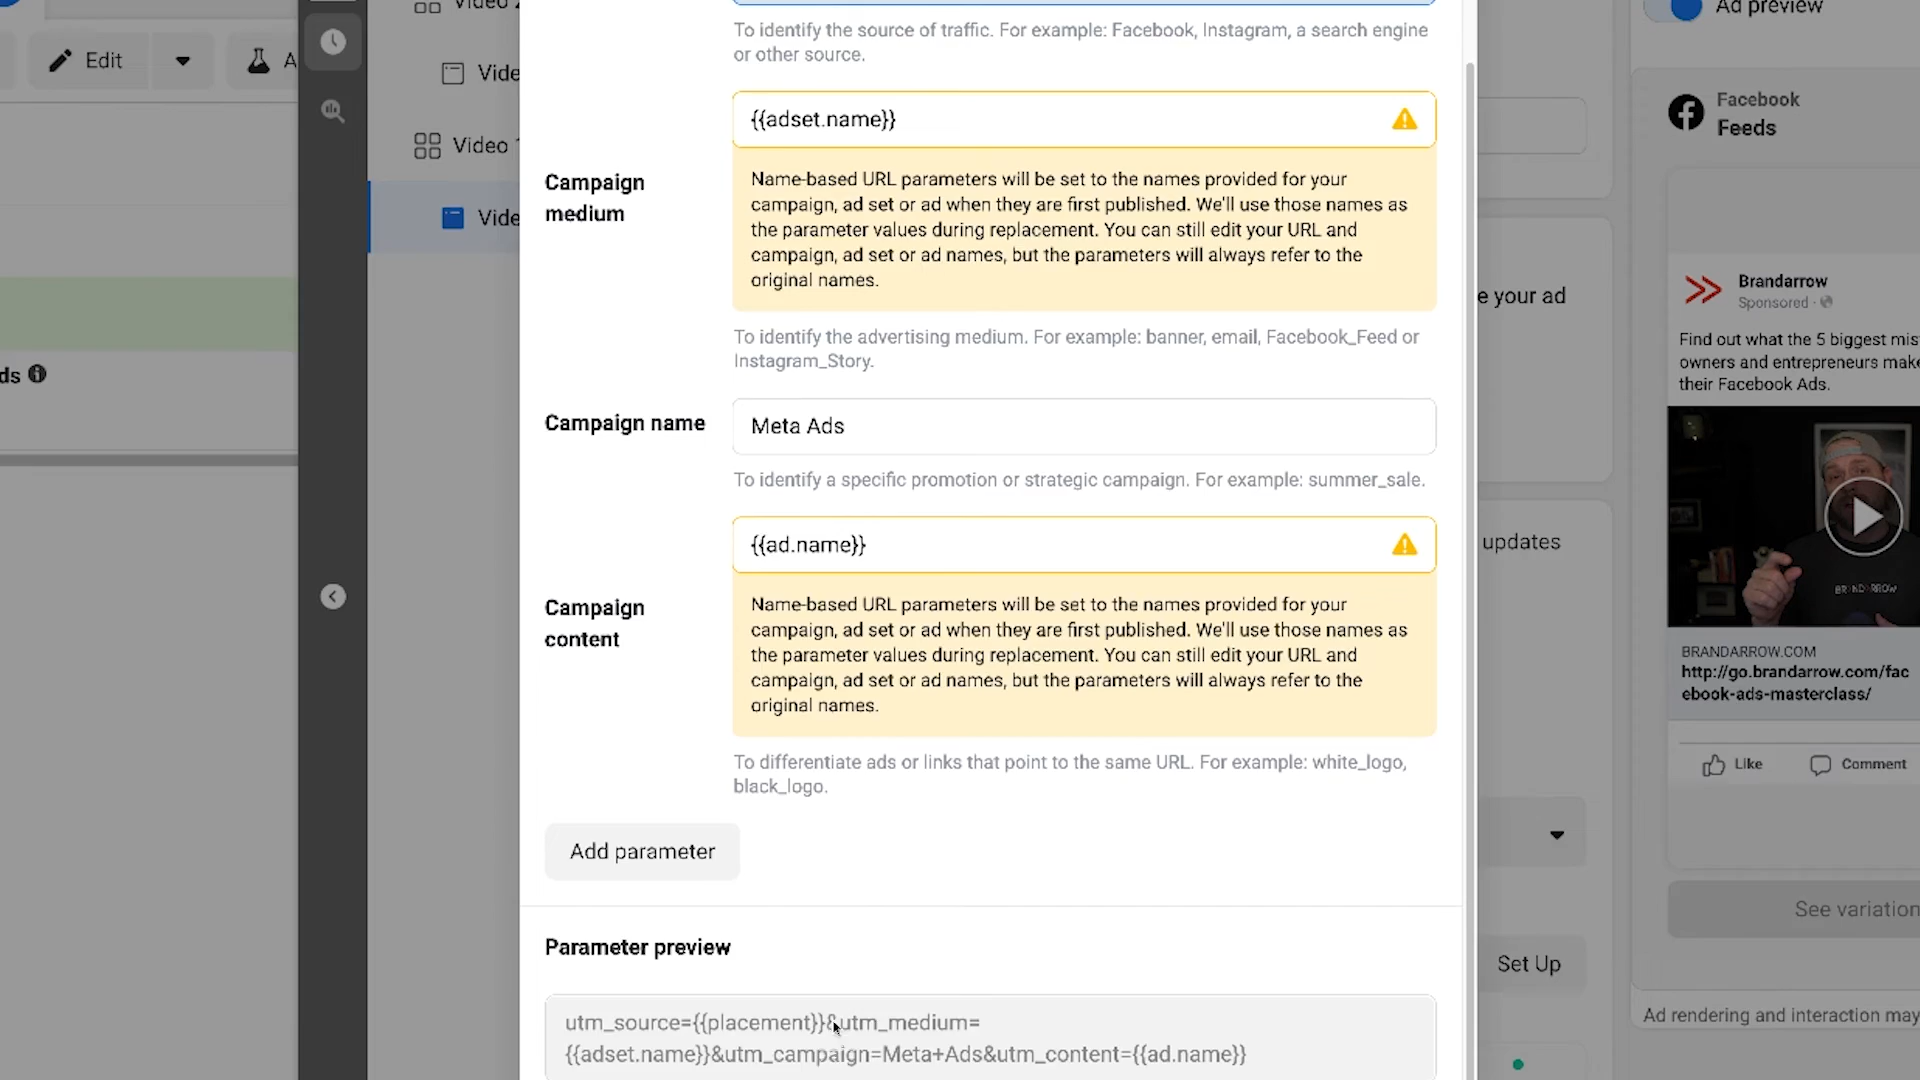 Edit
A
ds
Vide
Video
Vide
To identify the source of traffic. For example: Facebook, Instagram, a search engine
or other source.
{{adset.name}}
Campaign
medium
Name-based URL parameters will be set to the names provided for your
campaign, ad set or ad when they are first published. We'll use those names as
the parameter values during replacement. You can still edit your URL and
campaign, ad set or ad names, but the parameters will always refer to the
original names.
To identify the advertising medium. For example: banner, email, Facebook_Feed or
Instagram_Story.
Campaign name
Meta Ads
To identify a specific promotion or strategic campaign. For example: summer_sale.
{{ad.name}}
Campaign
content
Name-based URL parameters will be set to the names provided for your
campaign, ad set or ad when they are first published. We'll use those names as
the parameter values during replacement. You can still edit your URL and
campaign, ad set or ad names, but the parameters will always refer to the
original names.
To differentiate ads or links that point to the same URL. For example: white_logo,
black_logo.
Add parameter
Parameter preview
utm_source={{placement}}&utm_medium=
{{adset.name}}&utm_campaign=Meta+Ads&utm_content={{ad.name}}
e your ad
updates
Set Up
Ad preview
Facebook
Feeds
Brandarrow
Sponsored ·
Find out what the 5 biggest mis
owners and entrepreneurs make
their Facebook Ads.
BRANDARROW.COM
http://go.brandarrow.com/fac
ebook-ads-masterclass/
Like
Comment
See variation
Ad rendering and interaction may